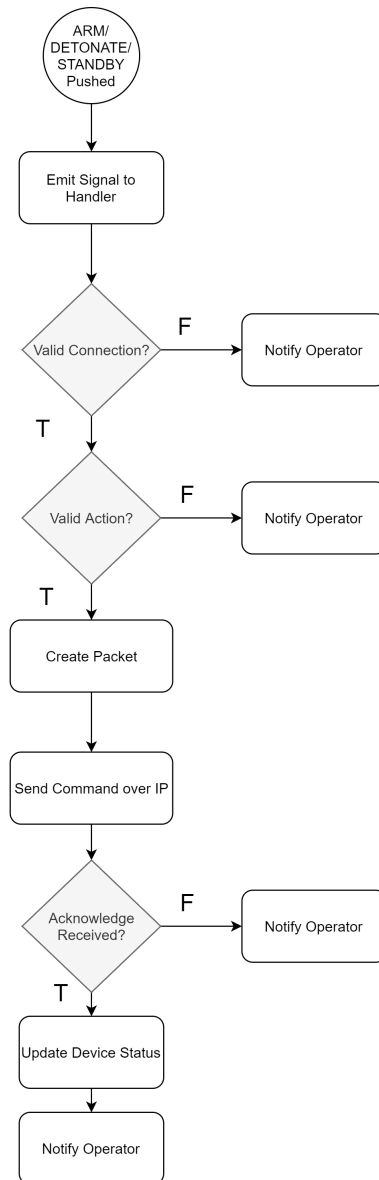 ARM/
DETONATE/
STANDBY
Pushed
Emit Signal to
Handler
Valid Connection?
F
Notify Operator
T
Valid Action?
F
Notify Operator
T
Create Packet
Send Command over IP
Acknowledge
Received?
F
Notify Operator
T
Update Device Status
Notify Operator